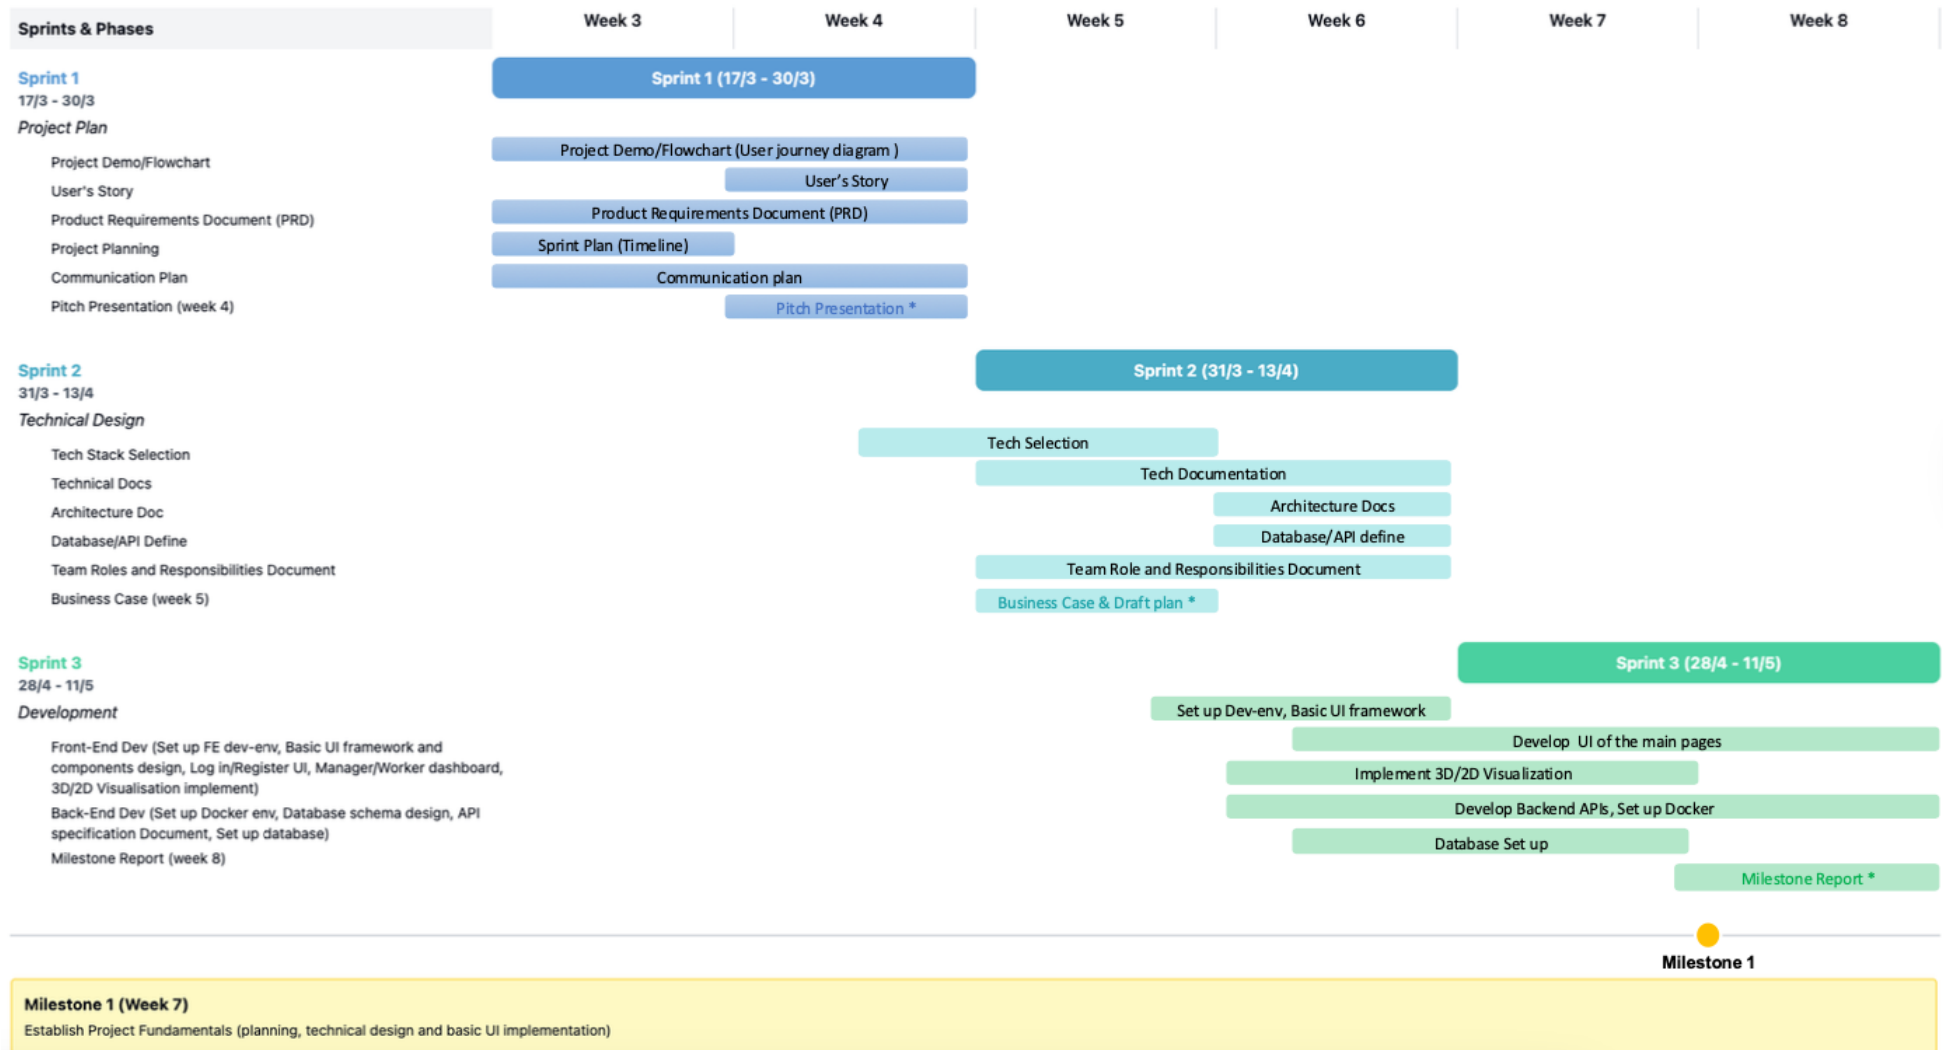 Sprints & Phases
Week 3
Week 4
Week 5
Week 6
Week 7
Week 8
Sprint 1
17/3 - 30/3
Project Plan
Project Demo/Flowchart
User's Story
Product Requirements Document (PRD)
Project Planning
Communication Plan
Pitch Presentation (week 4)
Sprint 1 (17/3 - 30/3)
Project Demo/Flowchart (User journey diagram )
User's Story
Product Requirements Document (PRD)
Sprint Plan (Timeline)
Communication plan
Pitch Presentation *
Sprint 2
31/3 - 13/4
Technical Design
Tech Stack Selection
Technical Docs
Architecture Doc
Database/API Define
Team Roles and Responsibilities Document
Business Case (week 5)
Sprint 2 (31/3 - 13/4)
Tech Selection
Tech Documentation
Architecture Docs
Database/API define
Team Role and Responsibilities Document
Business Case & Draft plan *
Sprint 3
28/4 - 11/5
Development
Front-End Dev (Set up FE dev-env, Basic UI framework and
components design, Log in/Register UI, Manager/Worker dashboard,
3D/2D Visualisation implement)
Back-End Dev (Set up Docker env, Database schema design, API
specification Document, Set up database)
Milestone Report (week 8)
Sprint 3 (28/4 - 11/5)
Set up Dev-env, Basic UI framework
Develop UI of the main pages
Implement 3D/2D Visualization
Develop Backend APIs, Set up Docker
Database Set up
Milestone Report *
Milestone 1
Milestone 1 (Week 7)
Establish Project Fundamentals (planning, technical design and basic UI implementation)